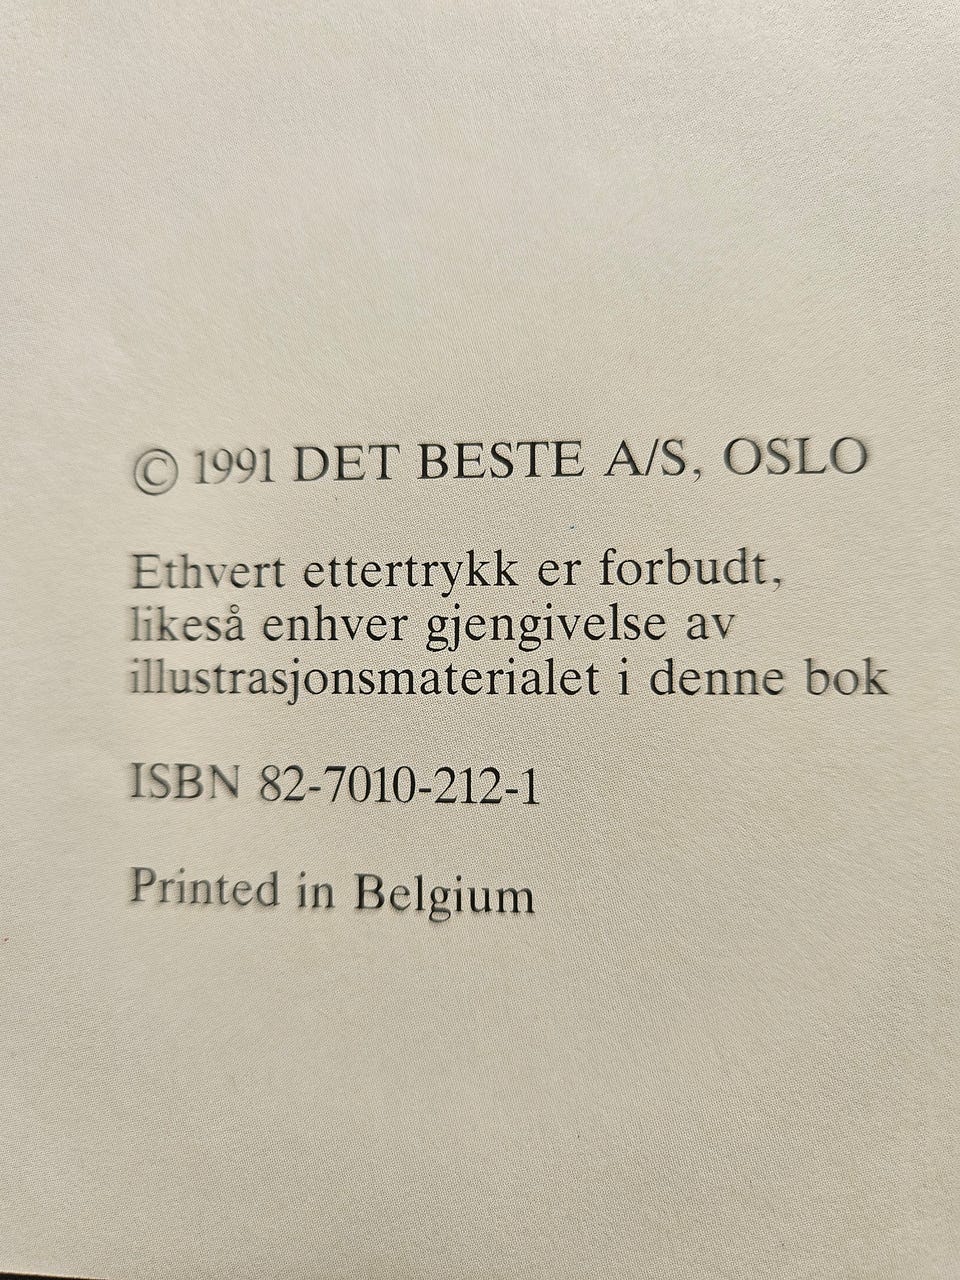 © 1991 DET BESTE A/S, OSLO
Ethvert ettertrykk er forbudt,
likeså enhver gjengivelse av
illustrasjonsmaterialet i denne bok
ISBN 82-7010-212-1
Printed in Belgium